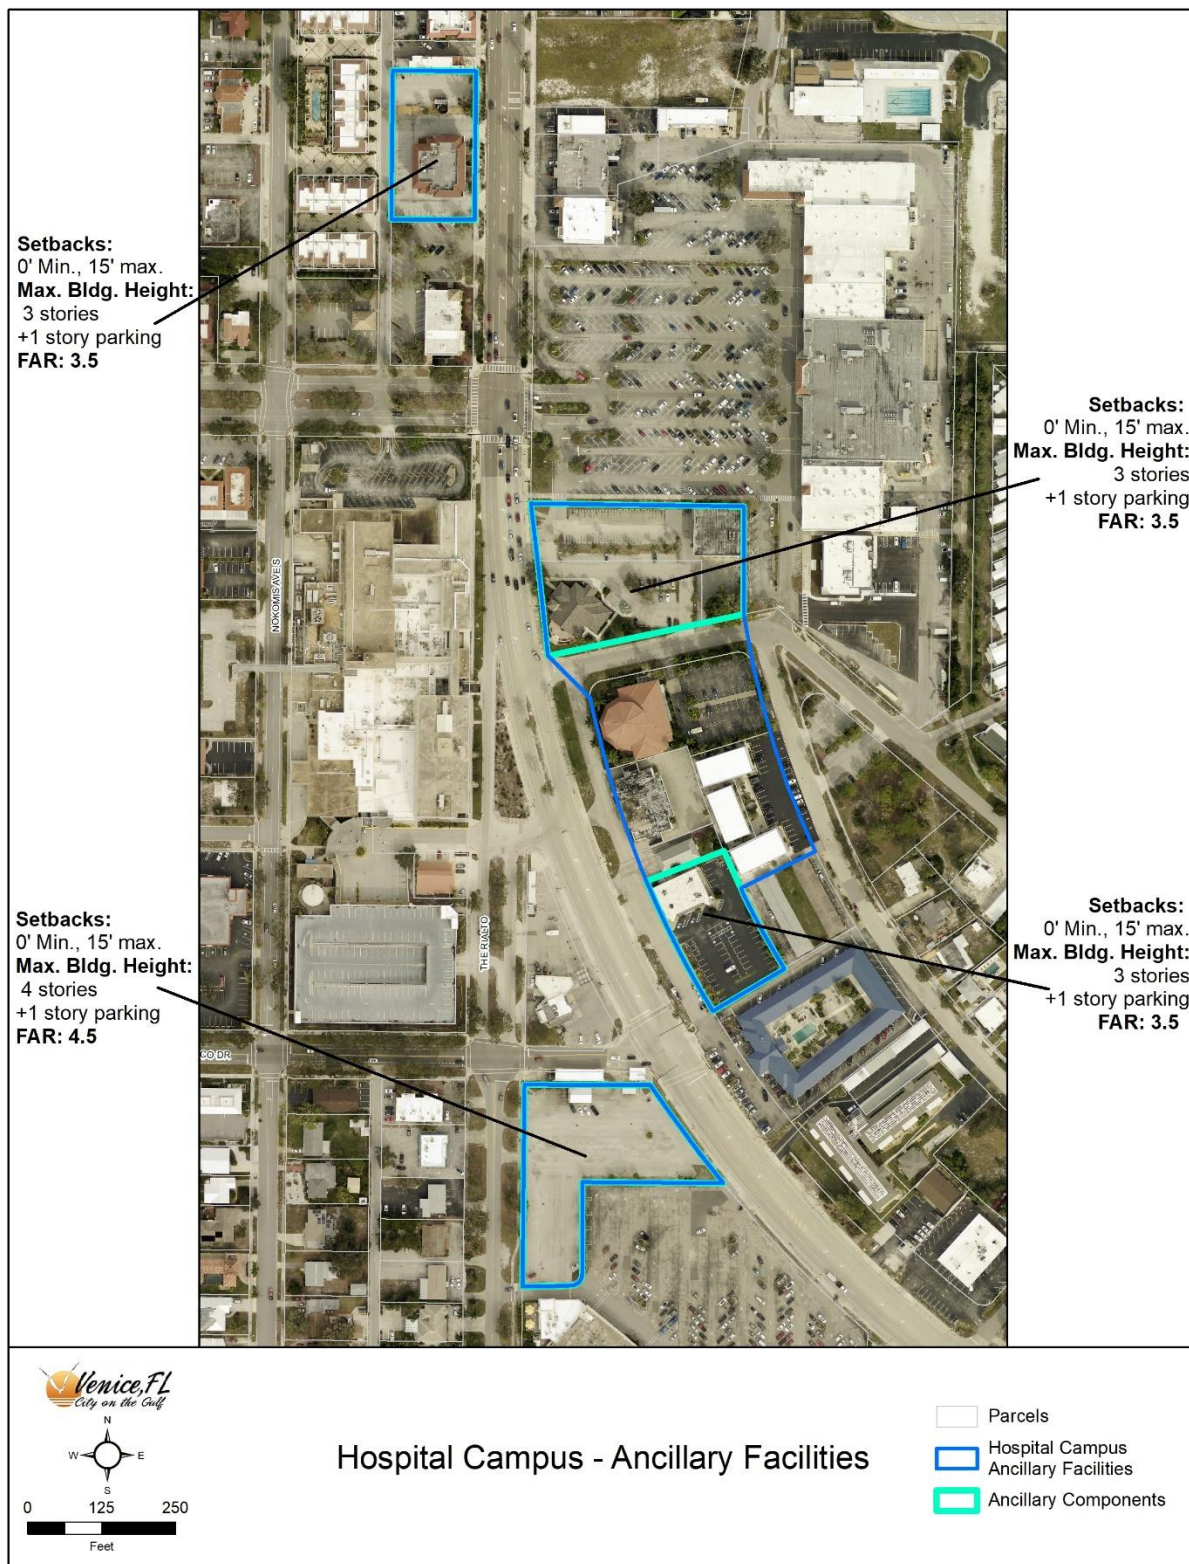 Setbacks:
0' Min., 15' max.
Max. Bldg. Height:
3 stories
+1 story parking
FAR: 3.5
Setbacks:
0' Min., 15' max.
Max. Bldg. Height:
3 stories
+1 story parking
FAR: 3.5
NOKOMIS AVE S
Setbacks:
0' Min., 15' max.
Max. Bldg. Height:
4 stories
+1 story parking
FAR: 4.5
Setbacks:
0' Min., 15' max.
Max. Bldg. Height:
3 stories
+1 story parking
FAR: 3.5
THE RIALTO
CO DR
Venice, FL
City on the Gulf
N
W E
S
0 125 250
Feet
Hospital Campus - Ancillary Facilities
Parcels
Hospital Campus
Ancillary Facilities
Ancillary Components